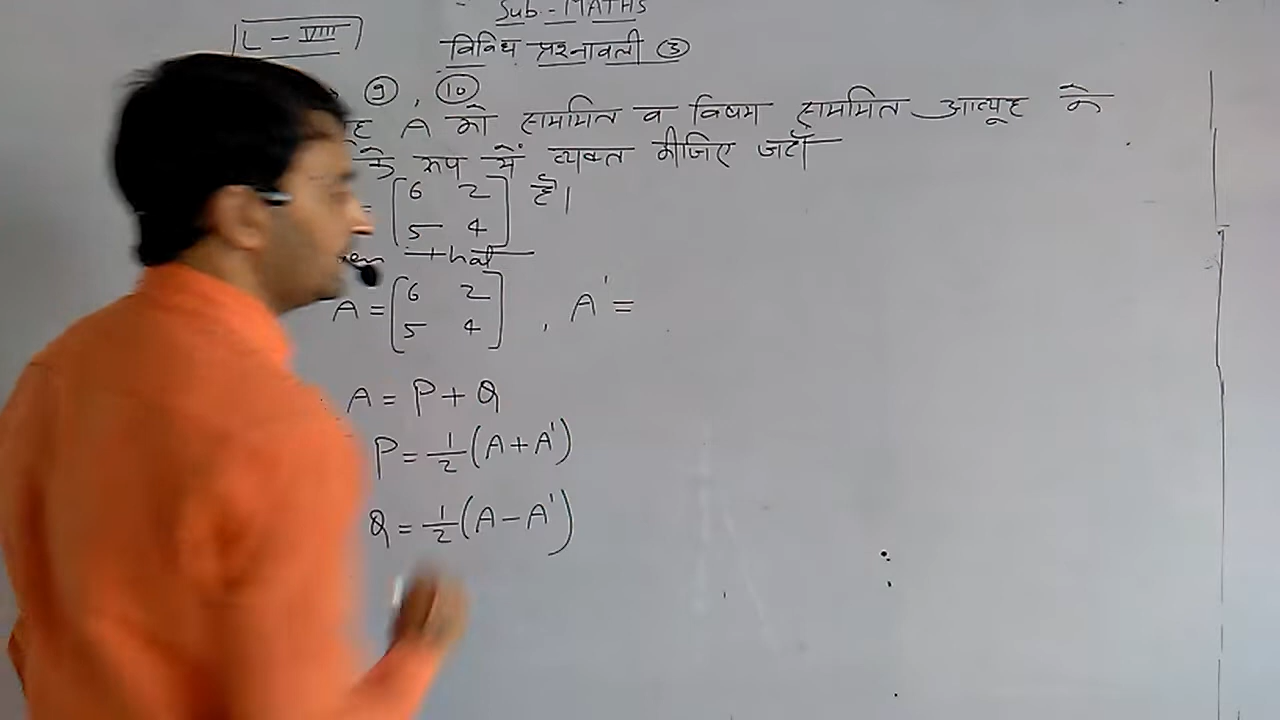 Sub.-MATHS
L-VIII
विविध प्रश्नावली ③
⑨, ⑩
A को सममित व विषम सममित आव्यूह के
के रूप में व्यक्त कीजिए जहाँ
= [6 2
5 4] है।
that
A = [6 2
5 4], A' =
A = P + Q
P = 1/2 (A + A')
Q = 1/2 (A - A')